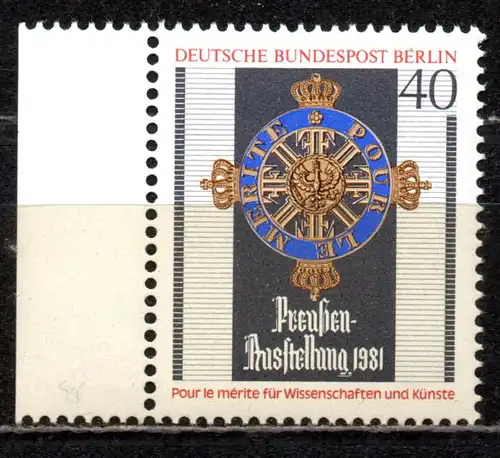 DEUTSCHE BUNDESPOST BERLIN
40
POUR LE MERITE
Preußen-
Ausstellung 1981
Pour le mérite für Wissenschaften und Künste